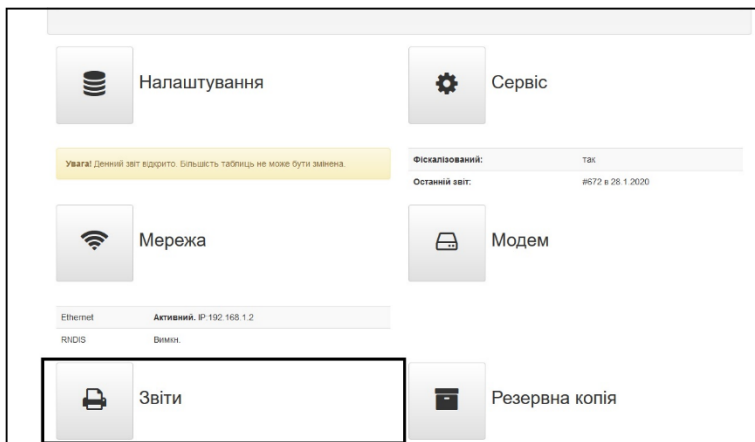 Налаштування
Сервіс
Увага! Денний звіт відкрито. Більшість таблиць не може бути змінена.
Фіскалізований: так
Останній звіт: #672 в 28.1.2020
Мережа
Модем
Ethernet Активний. IP:192.168.1.2
RNDIS Вимкн.
Звіти
Резервна копія